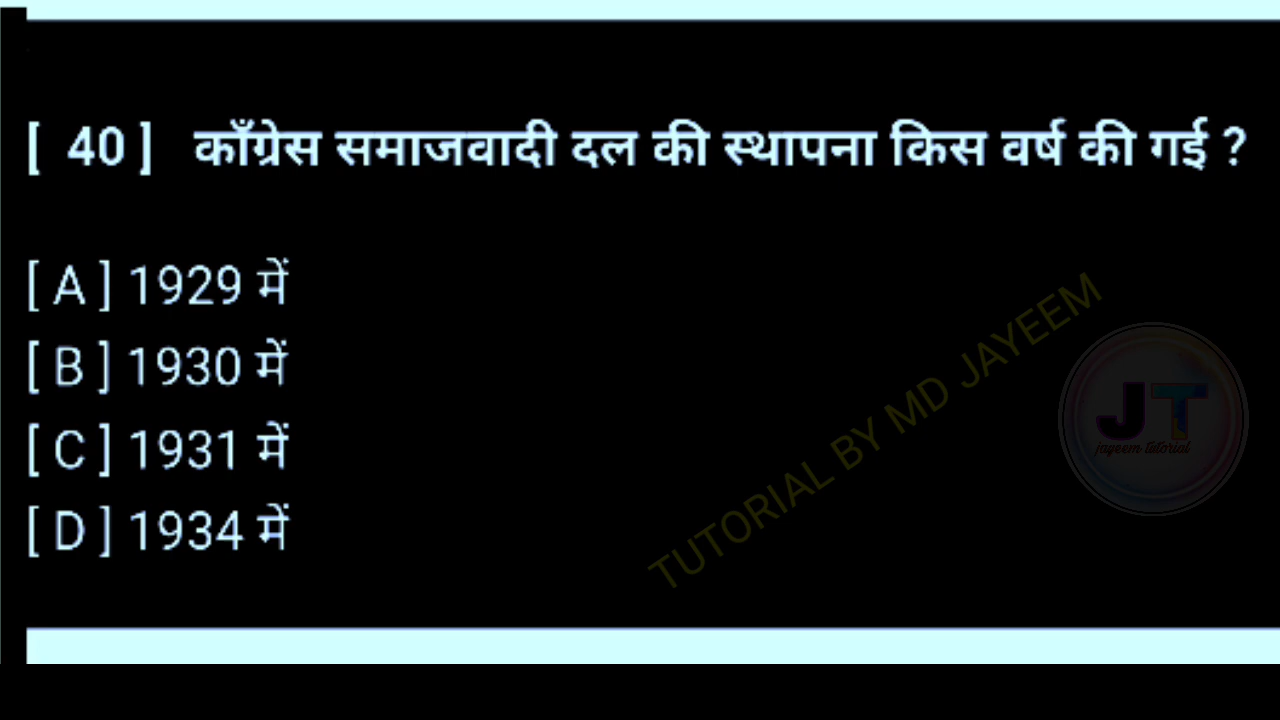 [ 40 ] काँग्रेस समाजवादी दल की स्थापना किस वर्ष की गई ?
[ A ] 1929 में
[ B ] 1930 में
[ C ] 1931 में
[ D ] 1934 में
TUTORIAL BY MD JAYEEM
JT
jayeem tutorial